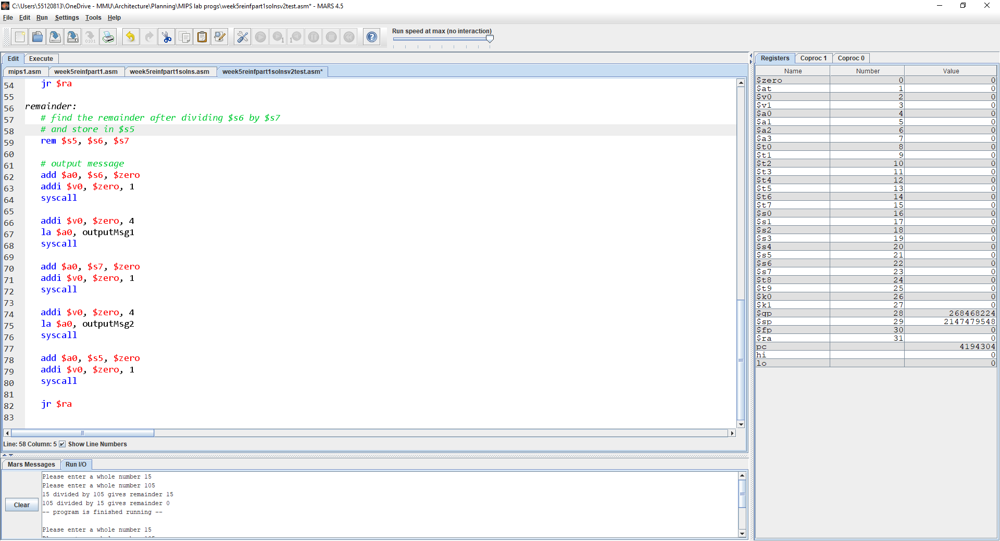 C:\Users\55120813\OneDrive - MMU\Architecture\Planning\MIPS lab progs\week5reinfpart1solnsv2test.asm* - MARS 4.5
File Edit Run Settings Tools Help
Run speed at max (no interaction)
Edit Execute
mips1.asm week5reinfpart1.asm week5reinfpart1solns.asm week5reinfpart1solnsv2test.asm*
54 jr $ra
55
56 remainder:
57 # find the remainder after dividing $s6 by $s7
58 # and store in $s5
59 rem $s5, $s6, $s7
60
61 # output message
62 add $a0, $s6, $zero
63 addi $v0, $zero, 1
64 syscall
65
66 addi $v0, $zero, 4
67 la $a0, outputMsg1
68 syscall
69
70 add $a0, $s7, $zero
71 addi $v0, $zero, 1
72 syscall
73
74 addi $v0, $zero, 4
75 la $a0, outputMsg2
76 syscall
77
78 add $a0, $s5, $zero
79 addi $v0, $zero, 1
80 syscall
81
82 jr $ra
83
Line: 58 Column: 5 Show Line Numbers
Mars Messages Run I/O
Clear
Please enter a whole number 15
Please enter a whole number 105
15 divided by 105 gives remainder 15
105 divided by 15 gives remainder 0
-- program is finished running --
Please enter a whole number 15
Registers Coproc 1 Coproc 0
Name Number Value
$zero 0 0
$at 1 0
$v0 2 0
$v1 3 0
$a0 4 0
$a1 5 0
$a2 6 0
$a3 7 0
$t0 8 0
$t1 9 0
$t2 10 0
$t3 11 0
$t4 12 0
$t5 13 0
$t6 14 0
$t7 15 0
$s0 16 0
$s1 17 0
$s2 18 0
$s3 19 0
$s4 20 0
$s5 21 0
$s6 22 0
$s7 23 0
$t8 24 0
$t9 25 0
$k0 26 0
$k1 27 0
$gp 28 268468224
$sp 29 2147479548
$fp 30 0
$ra 31 0
pc 4194304
hi 0
lo 0